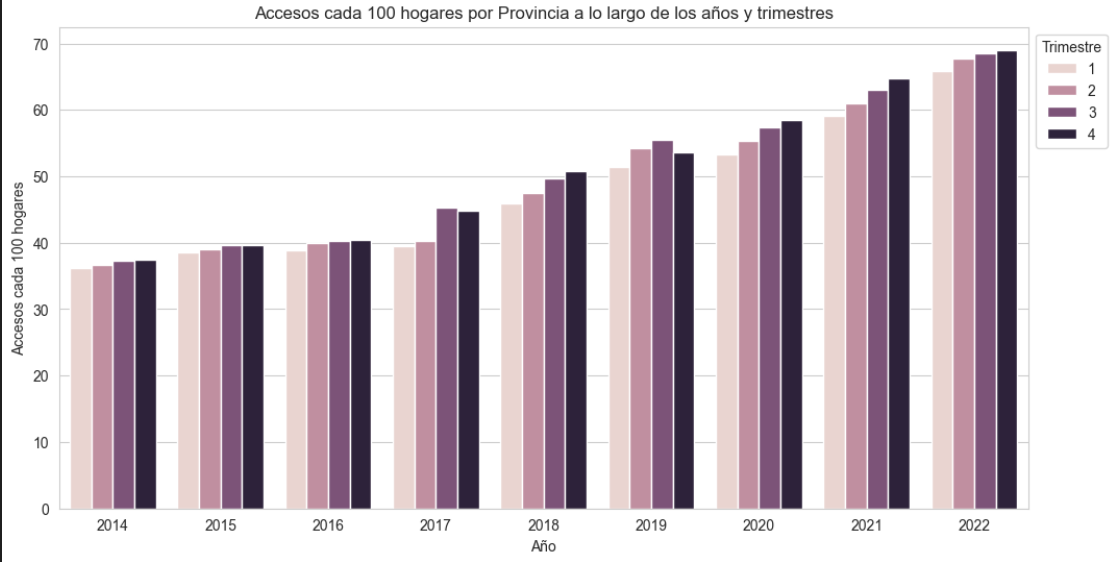 Accesos cada 100 hogares por Provincia a lo largo de los años y trimestres
Trimestre
1
2
3
4
Accesos cada 100 hogares
70
60
50
40
30
20
10
0
2014 2015 2016 2017 2018 2019 2020 2021 2022
Año